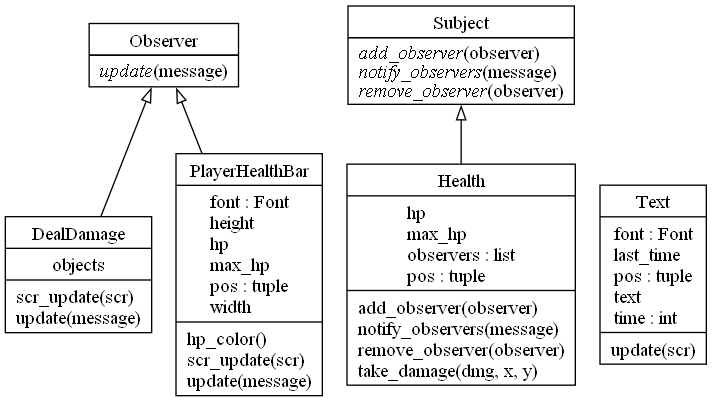 Observer
update(message)
Subject
add_observer(observer)
notify_observers(message)
remove_observer(observer)
DealDamage
objects
scr_update(scr)
update(message)
PlayerHealthBar
font : Font
height
hp
max_hp
pos : tuple
width
hp_color()
scr_update(scr)
update(message)
Health
hp
max_hp
observers : list
pos : tuple
add_observer(observer)
notify_observers(message)
remove_observer(observer)
take_damage(dmg, x, y)
Text
font : Font
last_time
pos : tuple
text
time : int
update(scr)